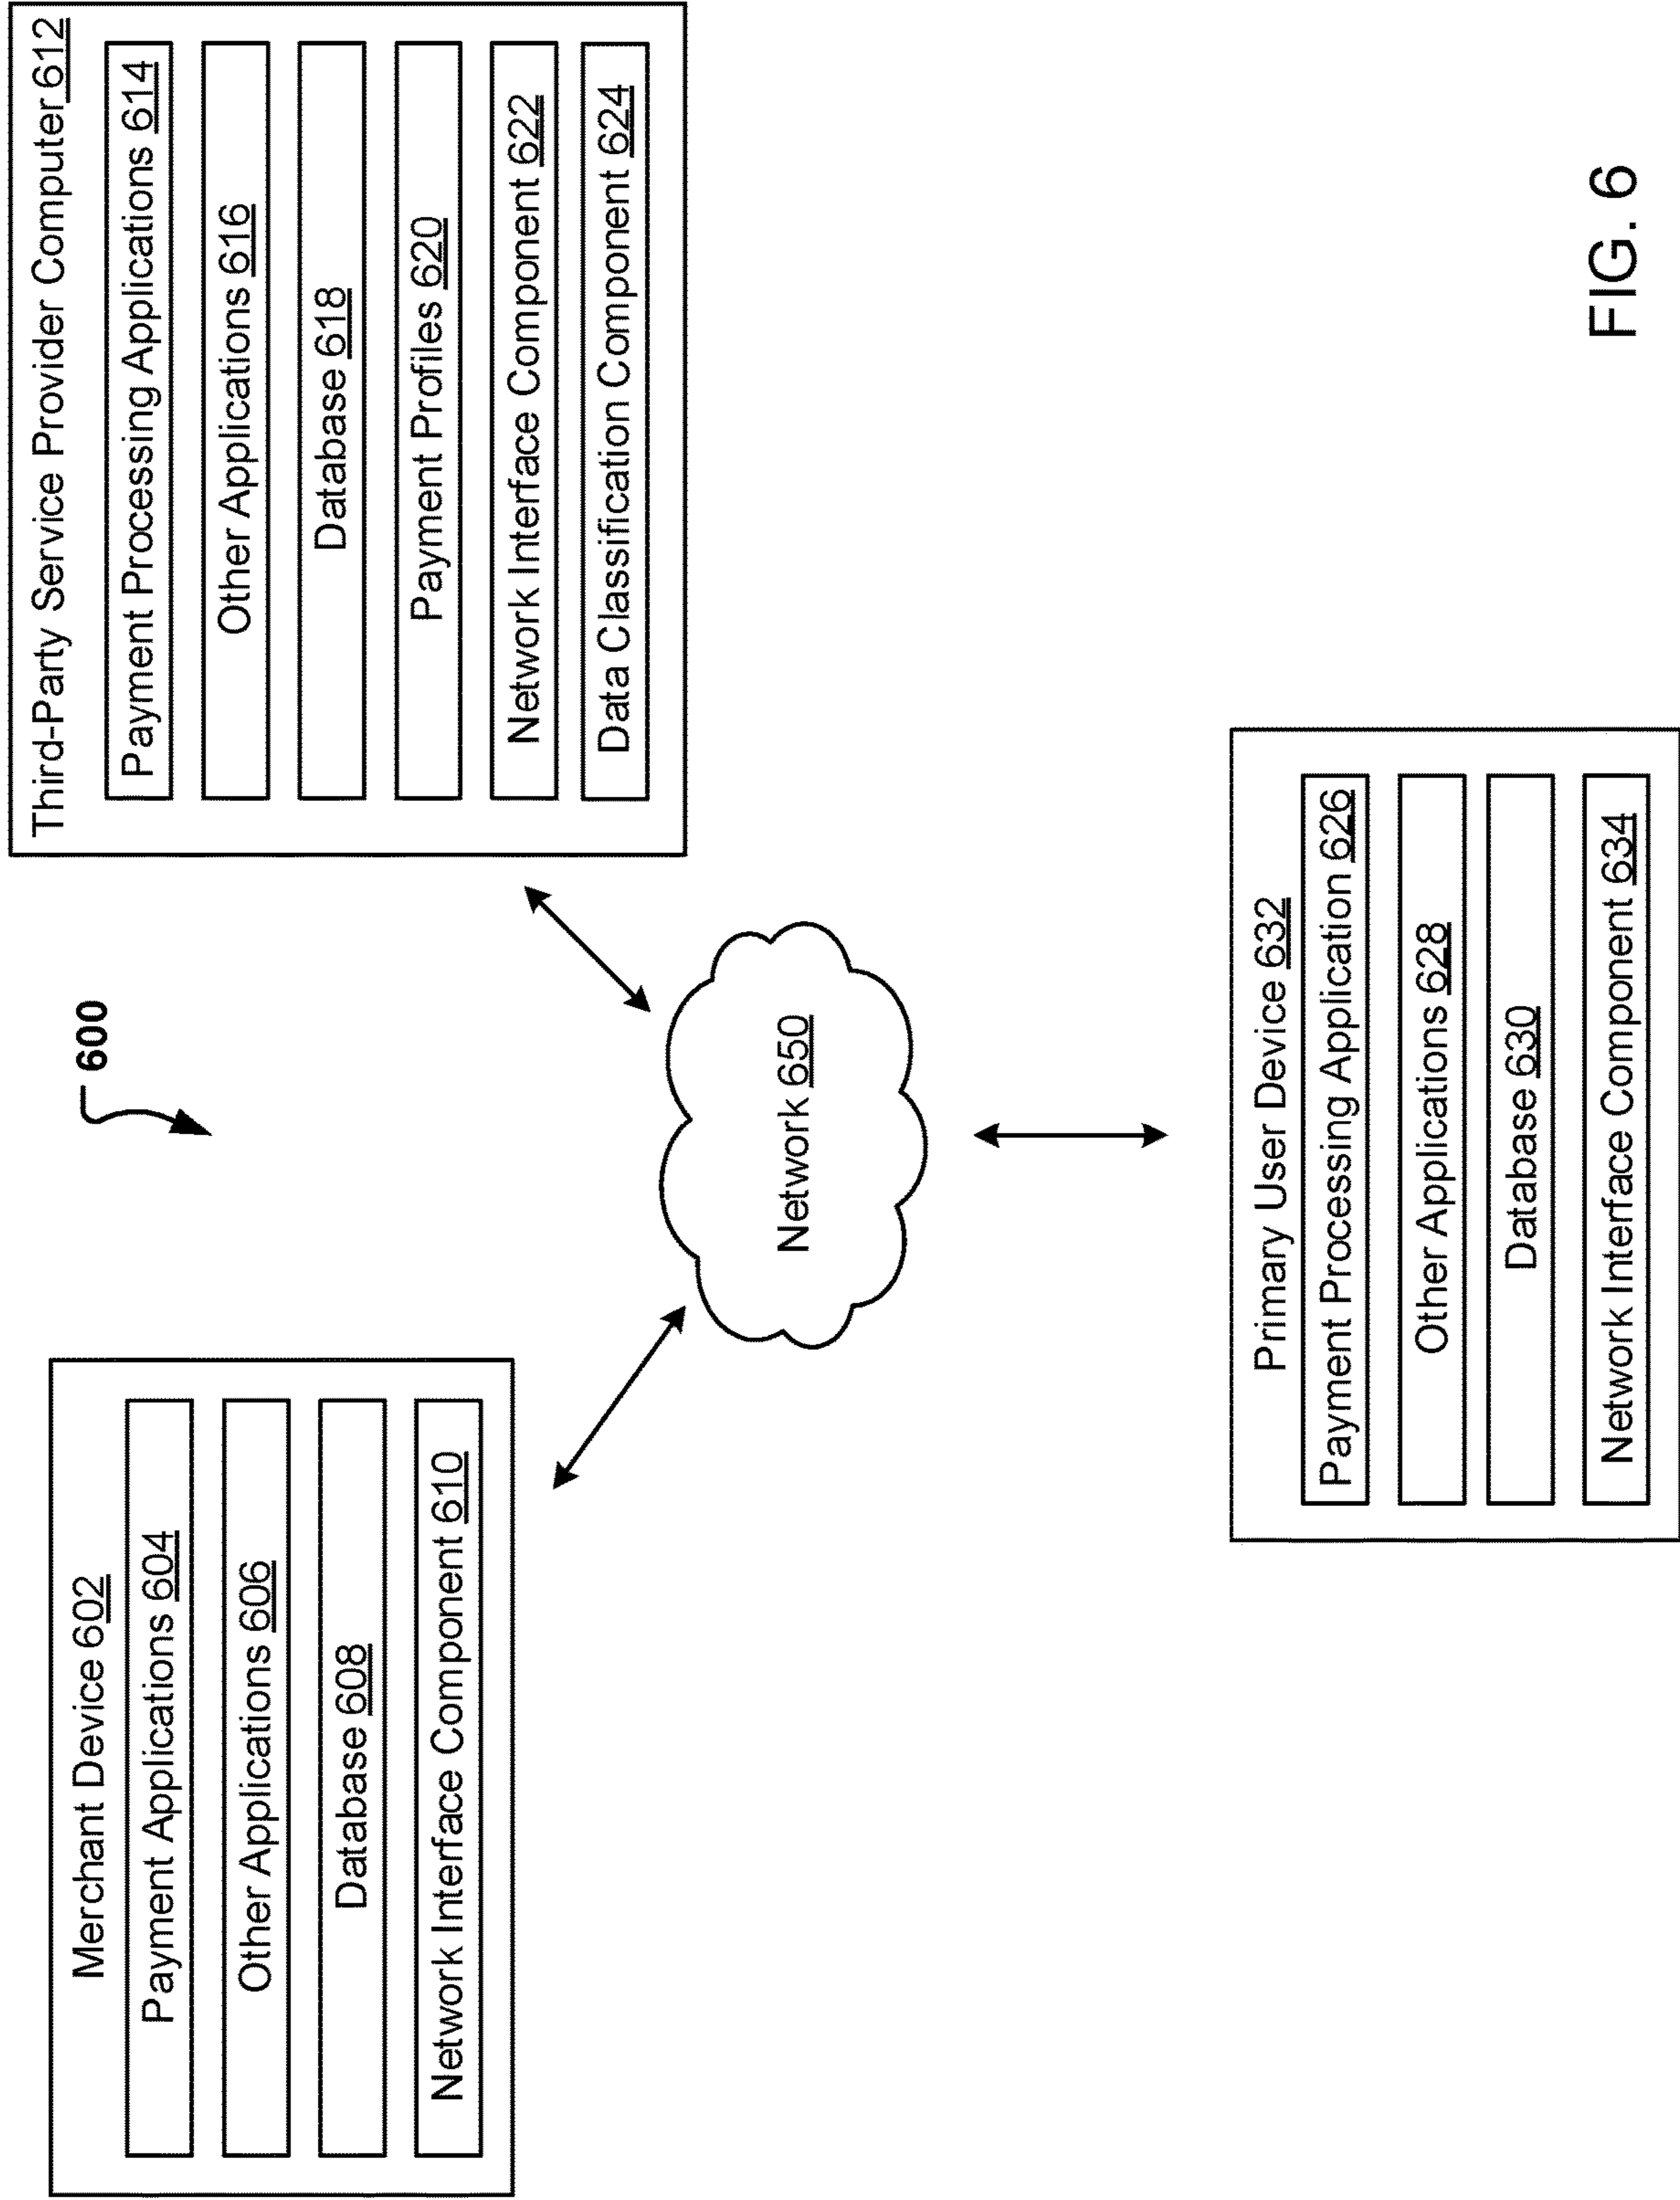 600
Merchant Device 602
Payment Applications 604
Other Applications 606
Database 608
Network Interface Component 610
Third-Party Service Provider Computer 612
Payment Processing Applications 614
Other Applications 616
Database 618
Payment Profiles 620
Network Interface Component 622
Data Classification Component 624
Network 650
Primary User Device 632
Payment Processing Application 626
Other Applications 628
Database 630
Network Interface Component 634
FIG. 6